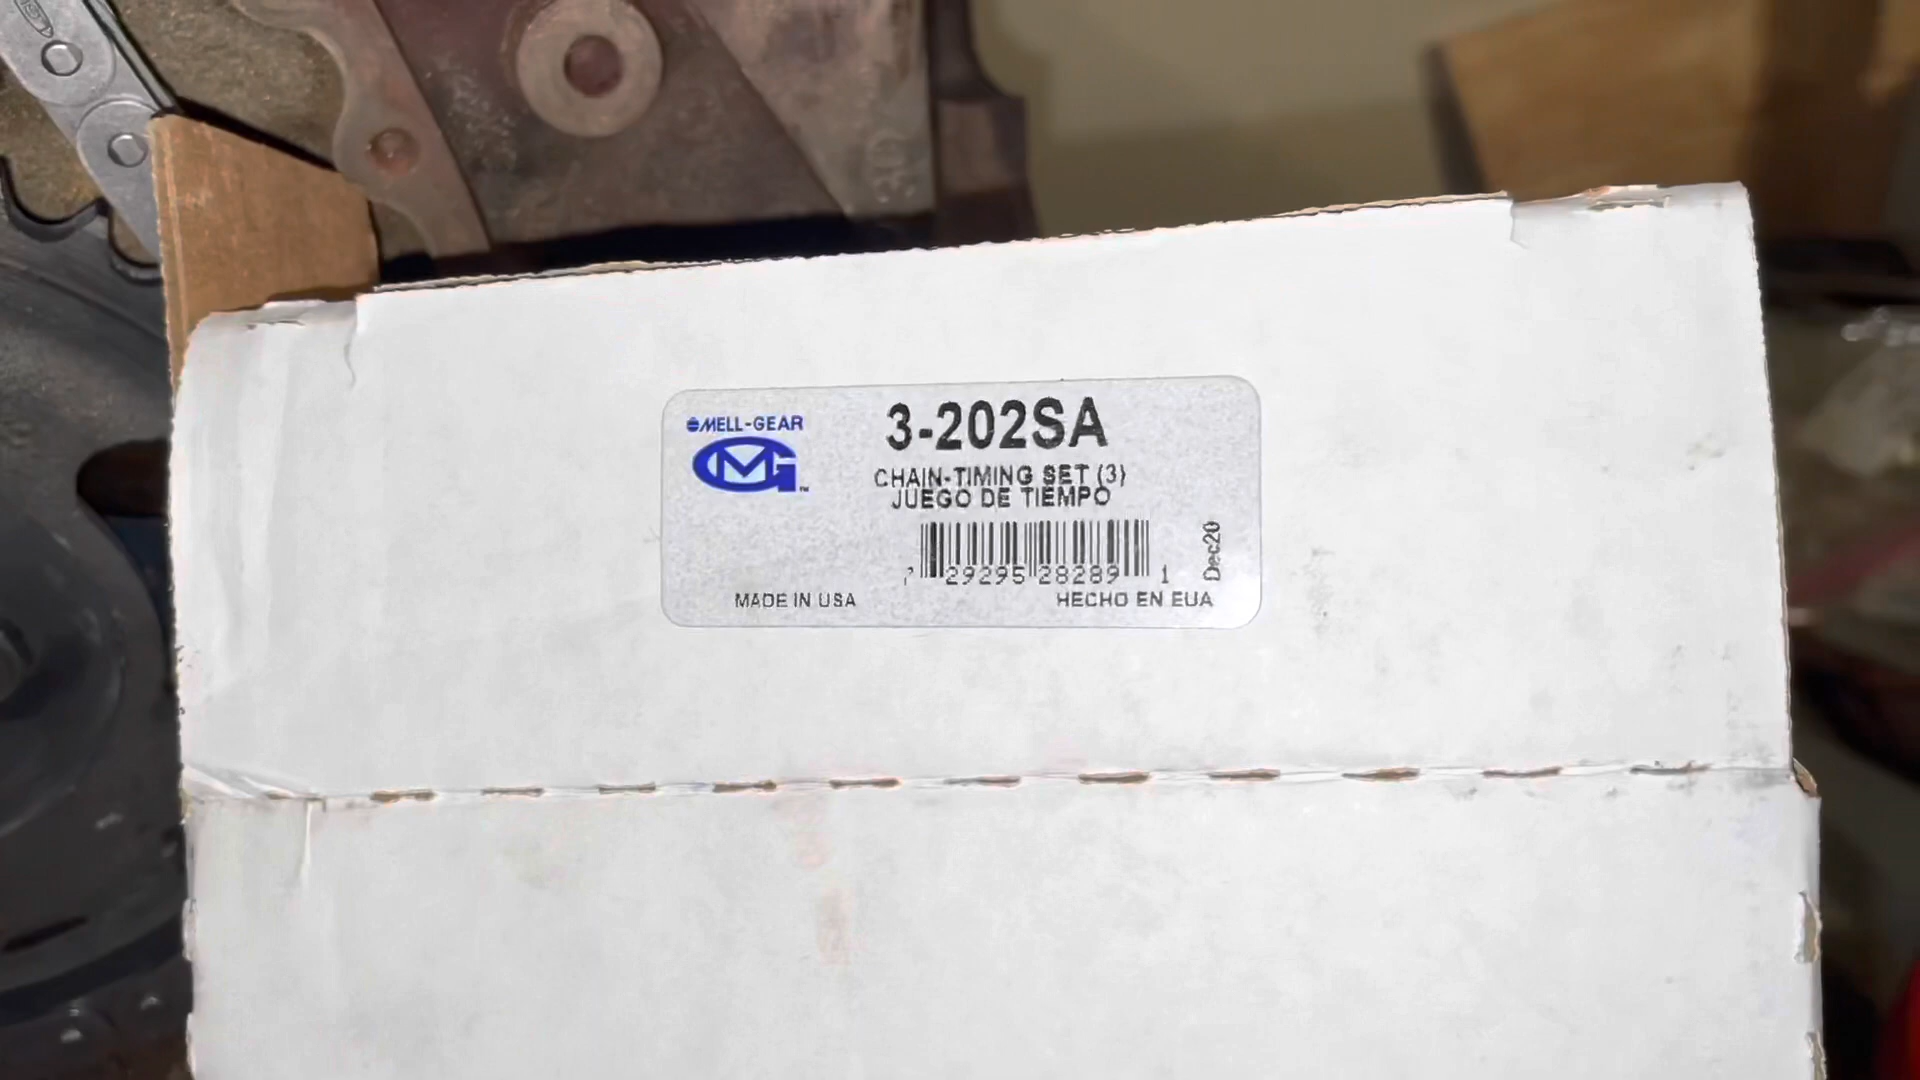 MELL-GEAR
3-202SA
CHAIN-TIMING SET (3)
JUEGO DE TIEMPO
29295 28289 1
Dec20
MADE IN USA
HECHO EN EUA